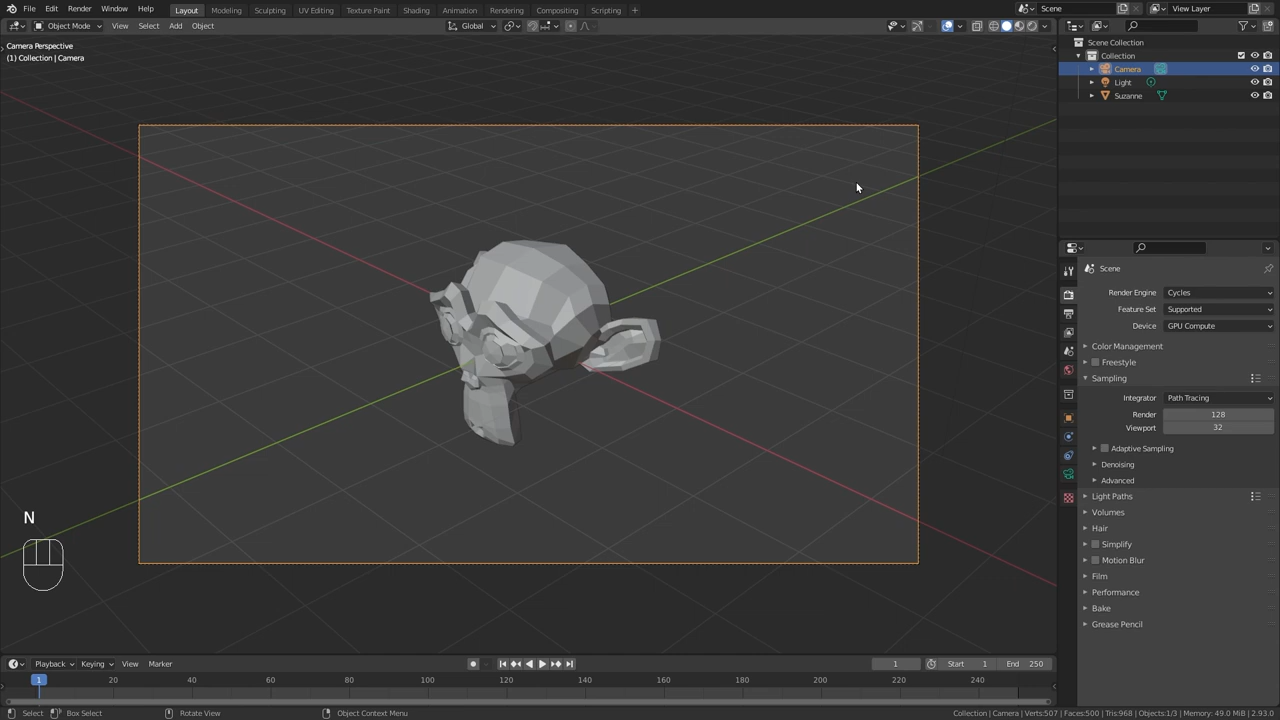 File Edit Render Window Help Layout Modeling Sculpting UV Editing Texture Paint Shading Animation Rendering Compositing Scripting + Scene View Layer
Object Mode View Select Add Object Global
Camera Perspective
(1) Collection | Camera
Scene Collection
Collection
Camera
Light
Suzanne
Scene
Render Engine Cycles
Feature Set Supported
Device GPU Compute
Color Management
Freestyle
Sampling
Integrator Path Tracing
Render 128
Viewport 32
Adaptive Sampling
Denoising
Advanced
Light Paths
Volumes
Hair
Simplify
Motion Blur
Film
Performance
Bake
Grease Pencil
N
Playback Keying View Marker 1 Start 1 End 250
1 20 40 60 80 100 120 140 160 180 200 220 240
Select Box Select Rotate View Object Context Menu Collection | Camera | Verts:507 | Faces:500 | Tris:968 | Objects:1/3 | Memory: 49.0 MiB | 2.93.0